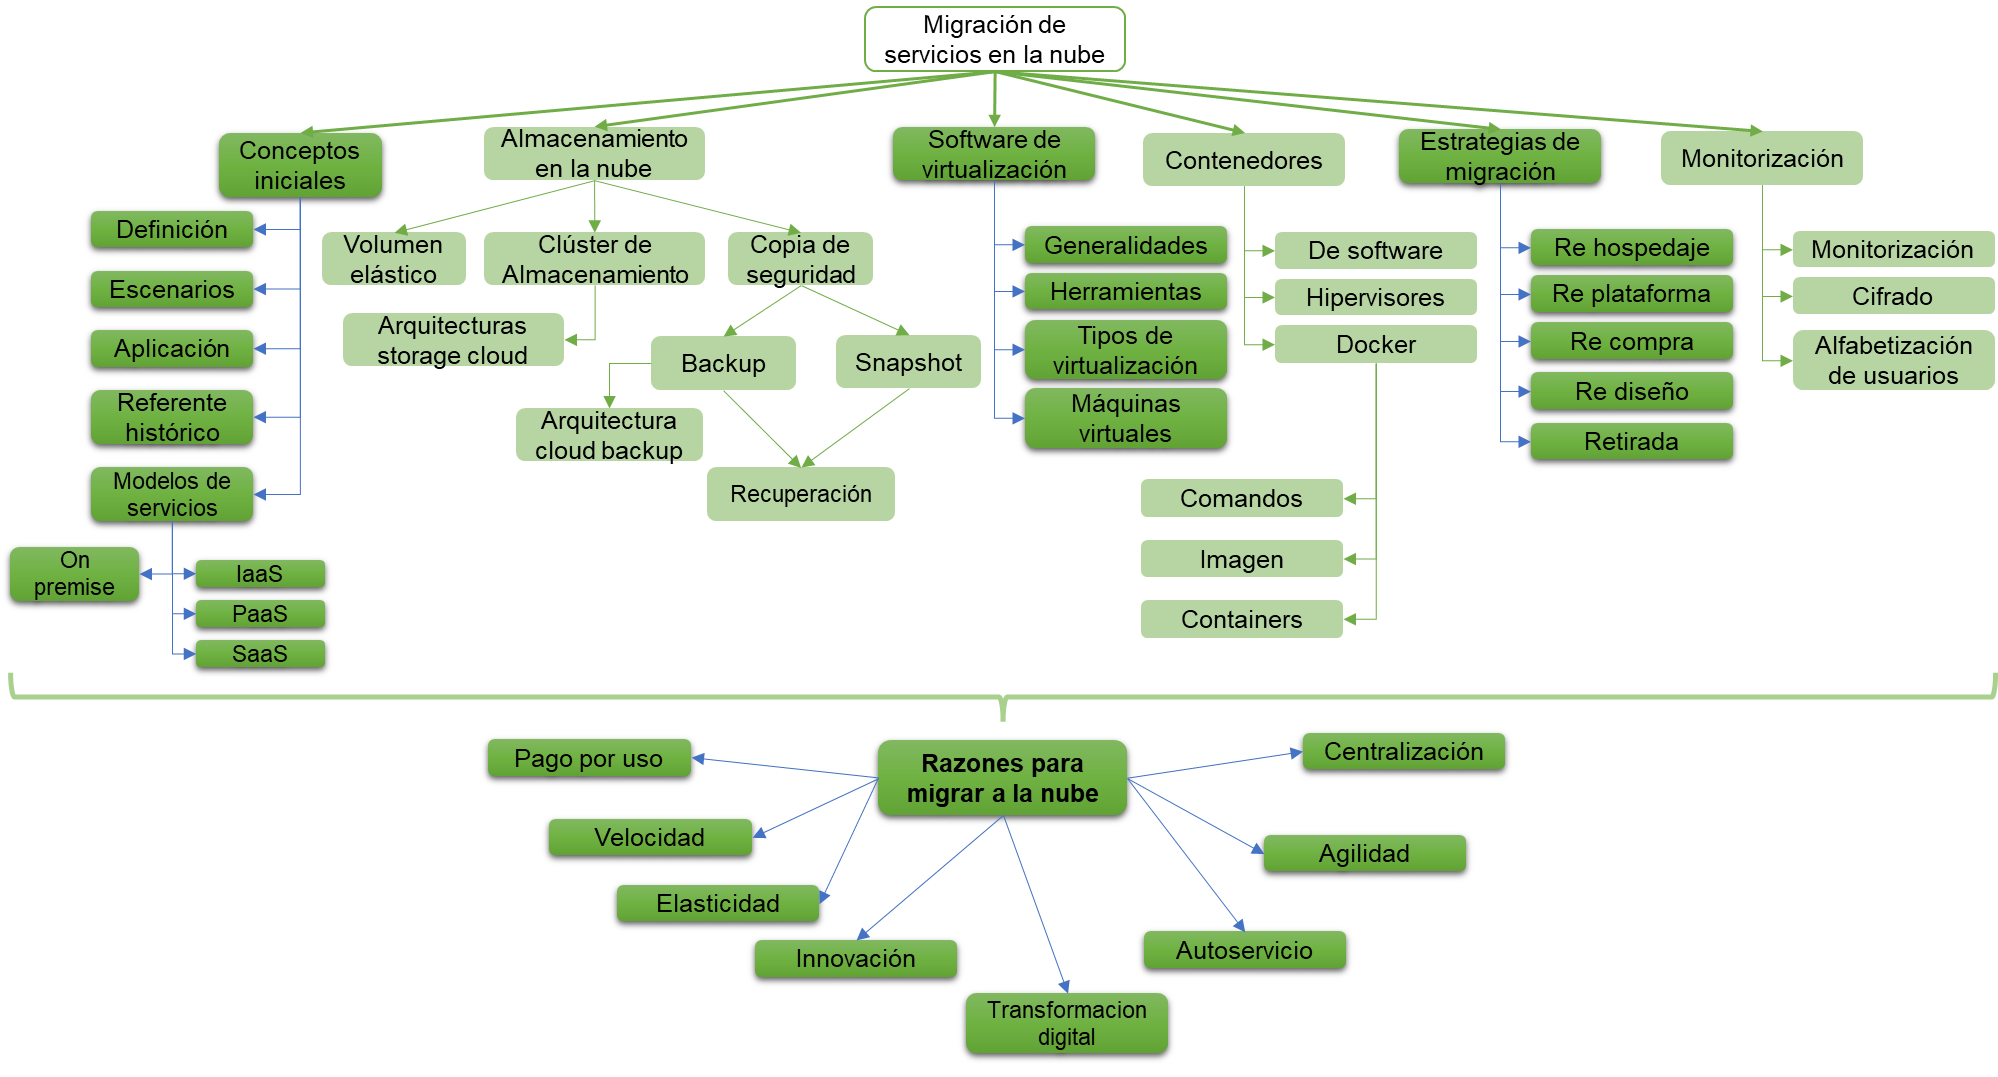 Migración de
servicios en la nube
Conceptos
iniciales
Definición
Escenarios
Aplicación
Referente
histórico
Modelos de
servicios
On
premise
IaaS
PaaS
SaaS
Almacenamiento
en la nube
Volumen
elástico
Clúster de
Almacenamiento
Copia de
seguridad
Arquitecturas
storage cloud
Backup
Snapshot
Arquitectura
cloud backup
Recuperación
Software de
virtualización
Generalidades
Herramientas
Tipos de
virtualización
Máquinas
virtuales
Contenedores
De software
Hipervisores
Docker
Comandos
Imagen
Containers
Estrategias de
migración
Re hospedaje
Re plataforma
Re compra
Re diseño
Retirada
Monitorización
Monitorización
Cifrado
Alfabetización
de usuarios
Razones para
migrar a la nube
Pago por uso
Velocidad
Elasticidad
Innovación
Transformacion
digital
Autoservicio
Agilidad
Centralización